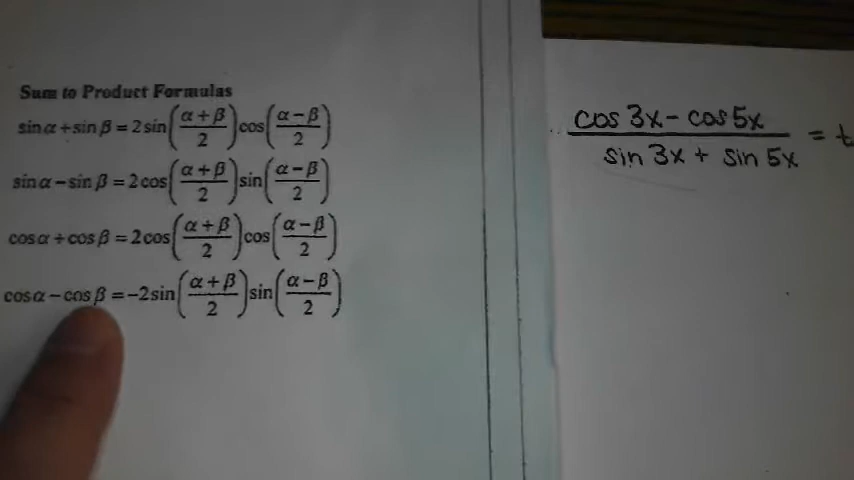 Sum to Product Formulas
sin α + sin β = 2 sin((α + β)/2) cos((α − β)/2)
sin α − sin β = 2 cos((α + β)/2) sin((α − β)/2)
cos α + cos β = 2 cos((α + β)/2) cos((α − β)/2)
cos α − cos β = −2 sin((α + β)/2) sin((α − β)/2)
(cos 3x − cos 5x)/(sin 3x + sin 5x) = t